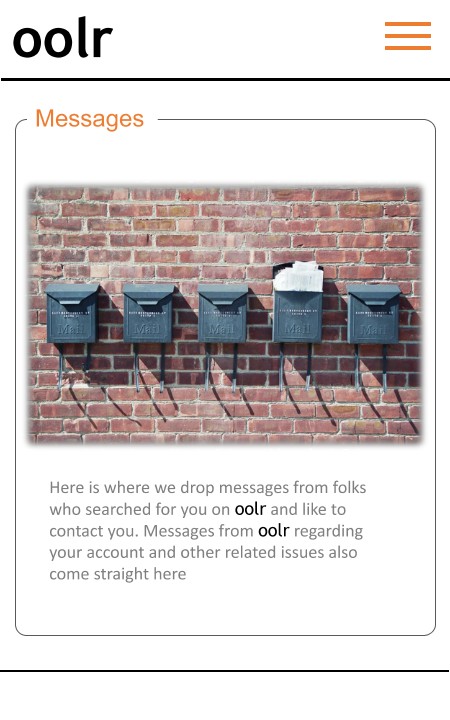 oolr
Messages
Mail
Mail
Mail
Mail
Mail
Here is where we drop messages from folks
who searched for you on oolr and like to
contact you. Messages from oolr regarding
your account and other related issues also
come straight here